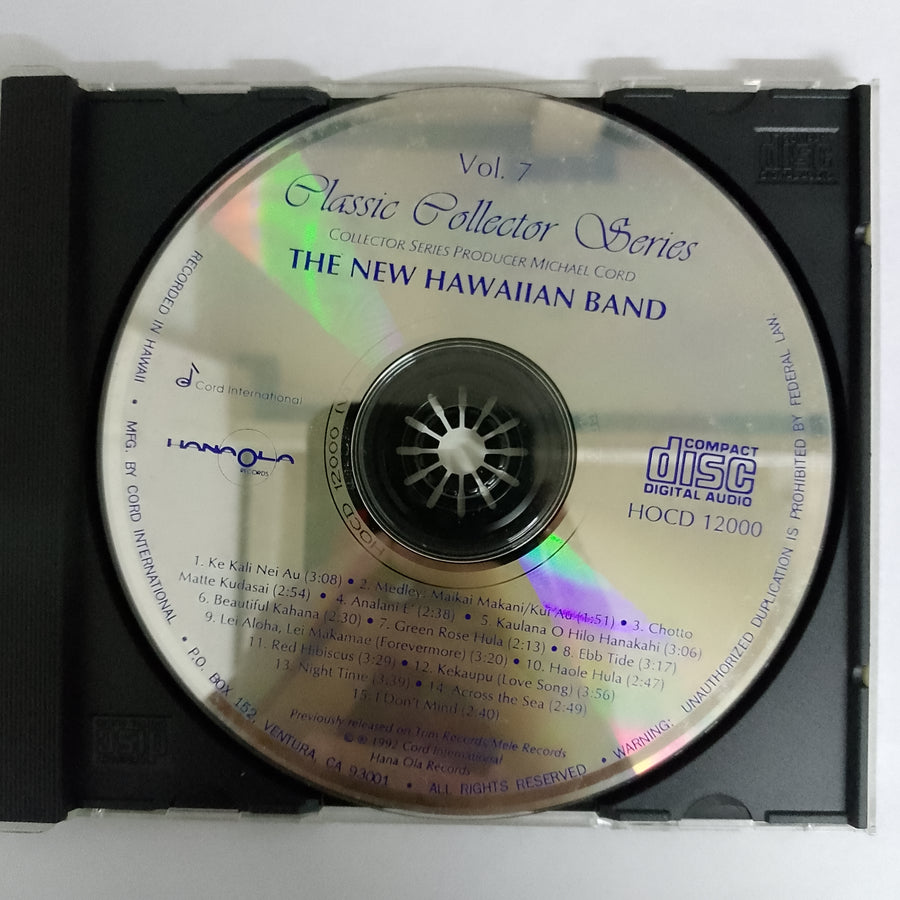 Vol. 7
Classic Collector Series
COLLECTOR SERIES PRODUCER MICHAEL CORD
THE NEW HAWAIIAN BAND
Cord International
HANA OLA
RECORDS
COMPACT
disc
DIGITAL AUDIO
HOCD 12000
HOCD 12000
1. Ke Kali Nei Au (3:08) • 2. Medley: Maikai Makani/Kui Au (1:51) • 3. Chotto
Matte Kudasai (2:54) • 4. Analani E' (2:38) • 5. Kaulana O Hilo Hanakahi (3:06)
6. Beautiful Kahana (2:30) • 7. Green Rose Hula (2:13) • 8. Ebb Tide (3:17)
9. Lei Aloha, Lei Makamae (Forevermore) (3:20) • 10. Haole Hula (2:47)
11. Red Hibiscus (3:29) • 12. Kekaupu (Love Song) (3:56)
13. Night Time (3:39) • 14. Across the Sea (2:49)
15. I Don't Mind (2:40)
Previously released on Trim Records/Mele Records
© ℗ 1992 Cord International
Hana Ola Records
RECORDED IN HAWAII • MFG. BY CORD INTERNATIONAL • P.O. BOX 152, VENTURA, CA 93001 • ALL RIGHTS RESERVED • WARNING: UNAUTHORIZED DUPLICATION IS PROHIBITED BY FEDERAL LAW.